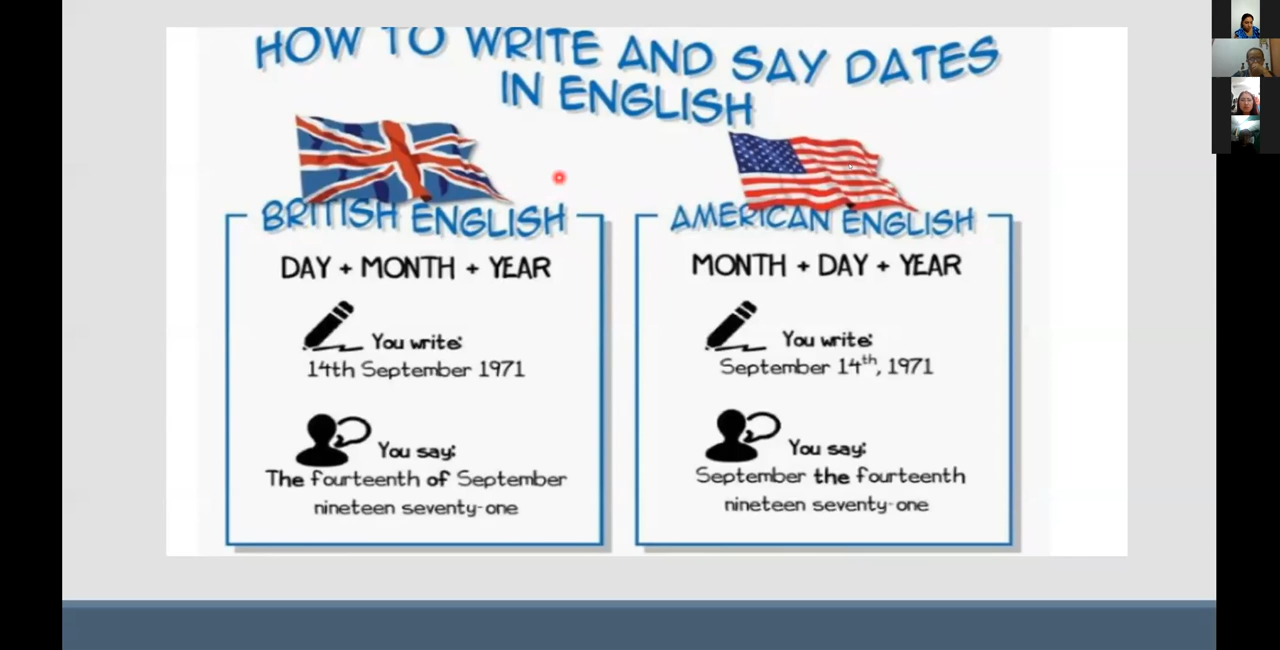 HOW TO WRITE AND SAY DATES
IN ENGLISH
BRITISH ENGLISH
DAY + MONTH + YEAR
You write:
14th September 1971
You say:
The fourteenth of September
nineteen seventy-one
AMERICAN ENGLISH
MONTH + DAY + YEAR
You write:
September 14th, 1971
You say:
September the fourteenth
nineteen seventy-one